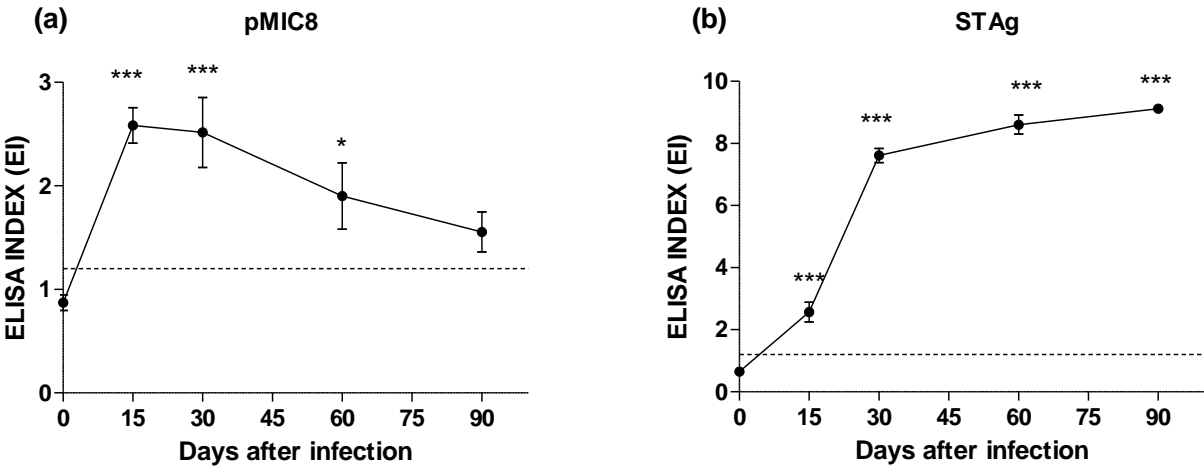 (a)
pMIC8
ELISA INDEX (EI)
3
2
1
0
***
***
*
0 15 30 45 60 75 90
Days after infection
(b)
STAg
ELISA INDEX (EI)
10
8
6
4
2
0
***
***
***
***
0 15 30 45 60 75 90
Days after infection